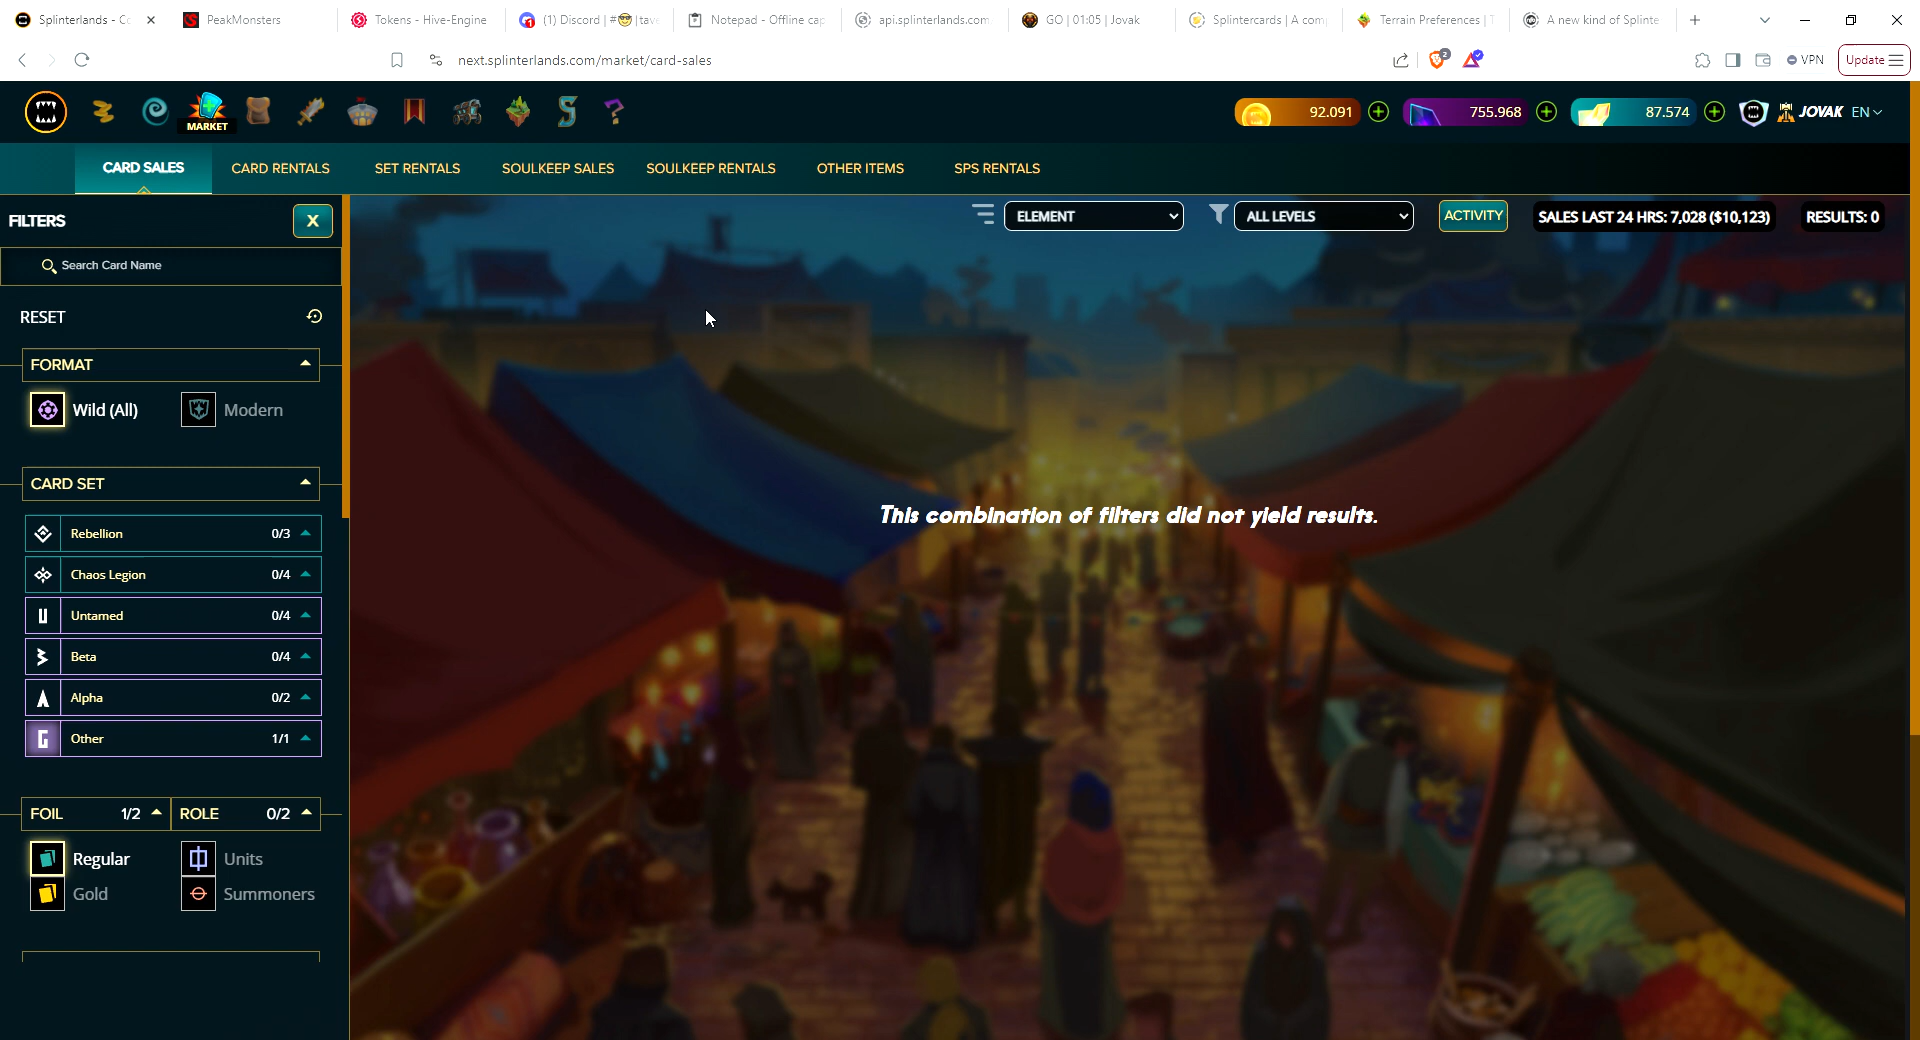 Splinterlands - Co
PeakMonsters
Tokens - Hive-Engine
(1) Discord | #😎|tave
Notepad - Offline cap
api.splinterlands.com
GO | 01:05 | Jovak
Splintercards | A comp
Terrain Preferences | T
A new kind of Splinte
next.splinterlands.com/market/card-sales
2
VPN
Update
MARKET
92.091
755.968
87.574
JOVAK
EN
CARD SALES
CARD RENTALS
SET RENTALS
SOULKEEP SALES
SOULKEEP RENTALS
OTHER ITEMS
SPS RENTALS
FILTERS
X
ELEMENT
ALL LEVELS
ACTIVITY
SALES LAST 24 HRS: 7,028 ($10,123)
RESULTS: 0
Search Card Name
RESET
FORMAT
Wild (All)
Modern
CARD SET
Rebellion 0/3
Chaos Legion 0/4
Untamed 0/4
Beta 0/4
Alpha 0/2
Other 1/1
This combination of filters did not yield results.
FOIL 1/2
ROLE 0/2
Regular
Units
Gold
Summoners